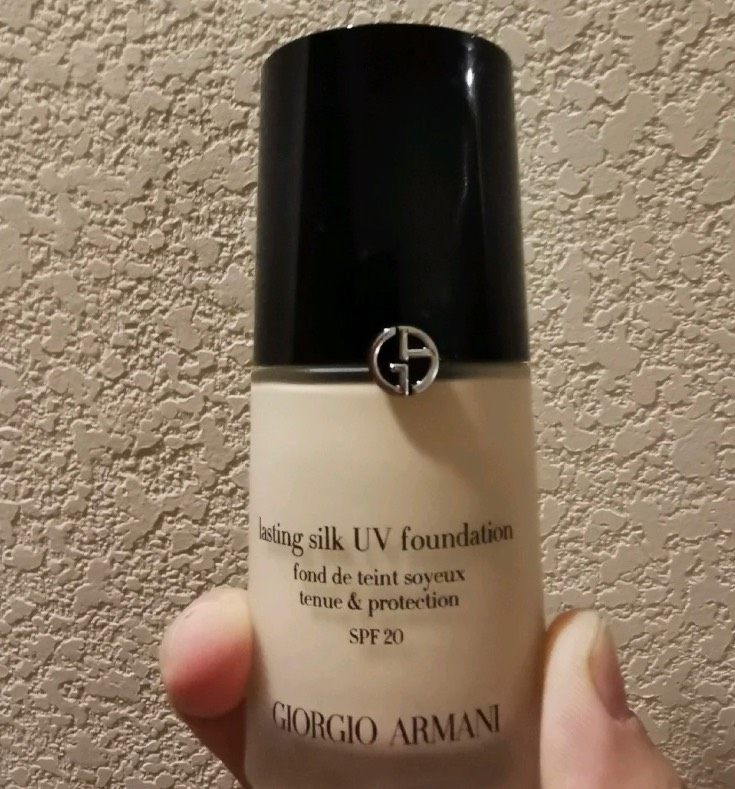 lasting silk UV foundation
fond de teint soyeux
tenue & protection
SPF 20
GIORGIO ARMANI